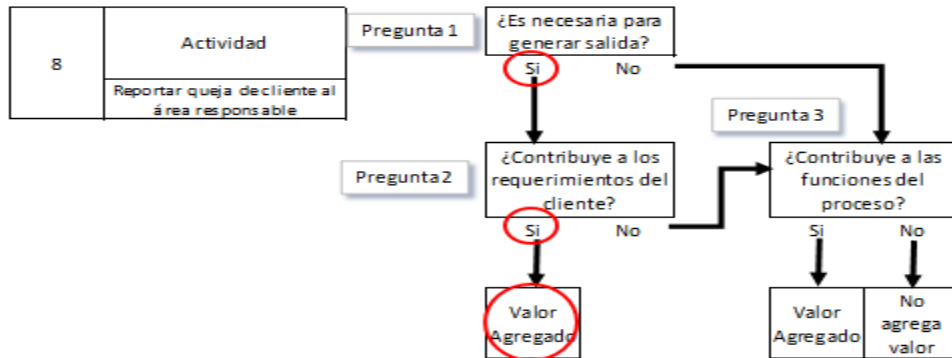 8
Actividad
Reportar queja de cliente al
área responsable
Pregunta 1
¿Es necesaria para
generar salida?
Si No
Pregunta 2
¿Contribuye a los
requerimientos del
cliente?
Si No
Pregunta 3
¿Contribuye a las
funciones del
proceso?
Si No
Valor
Agregado
Valor
Agregado
No
agrega
valor